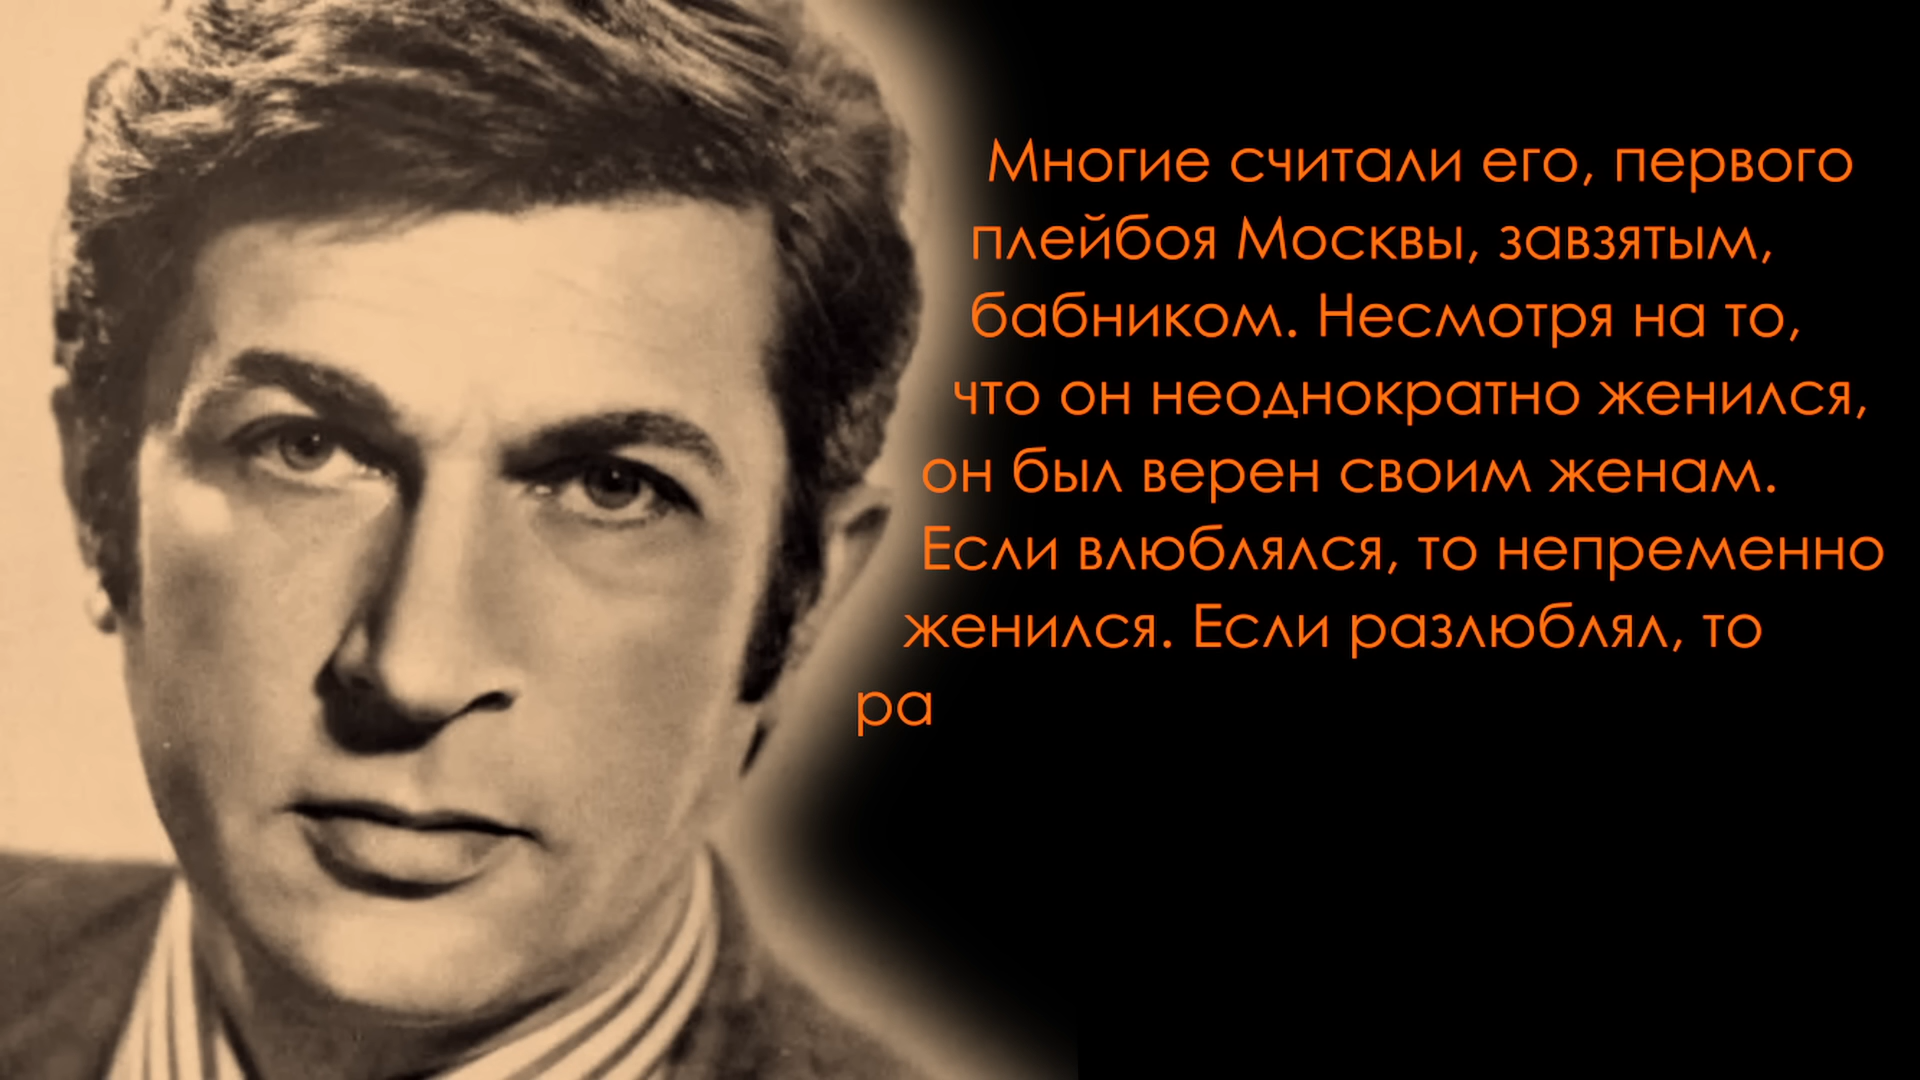 Многие считали его, первого
плейбоя Москвы, завзятым,
бабником. Несмотря на то,
что он неоднократно женился,
он был верен своим женам.
Если влюблялся, то непременно
женился. Если разлюблял, то
ра